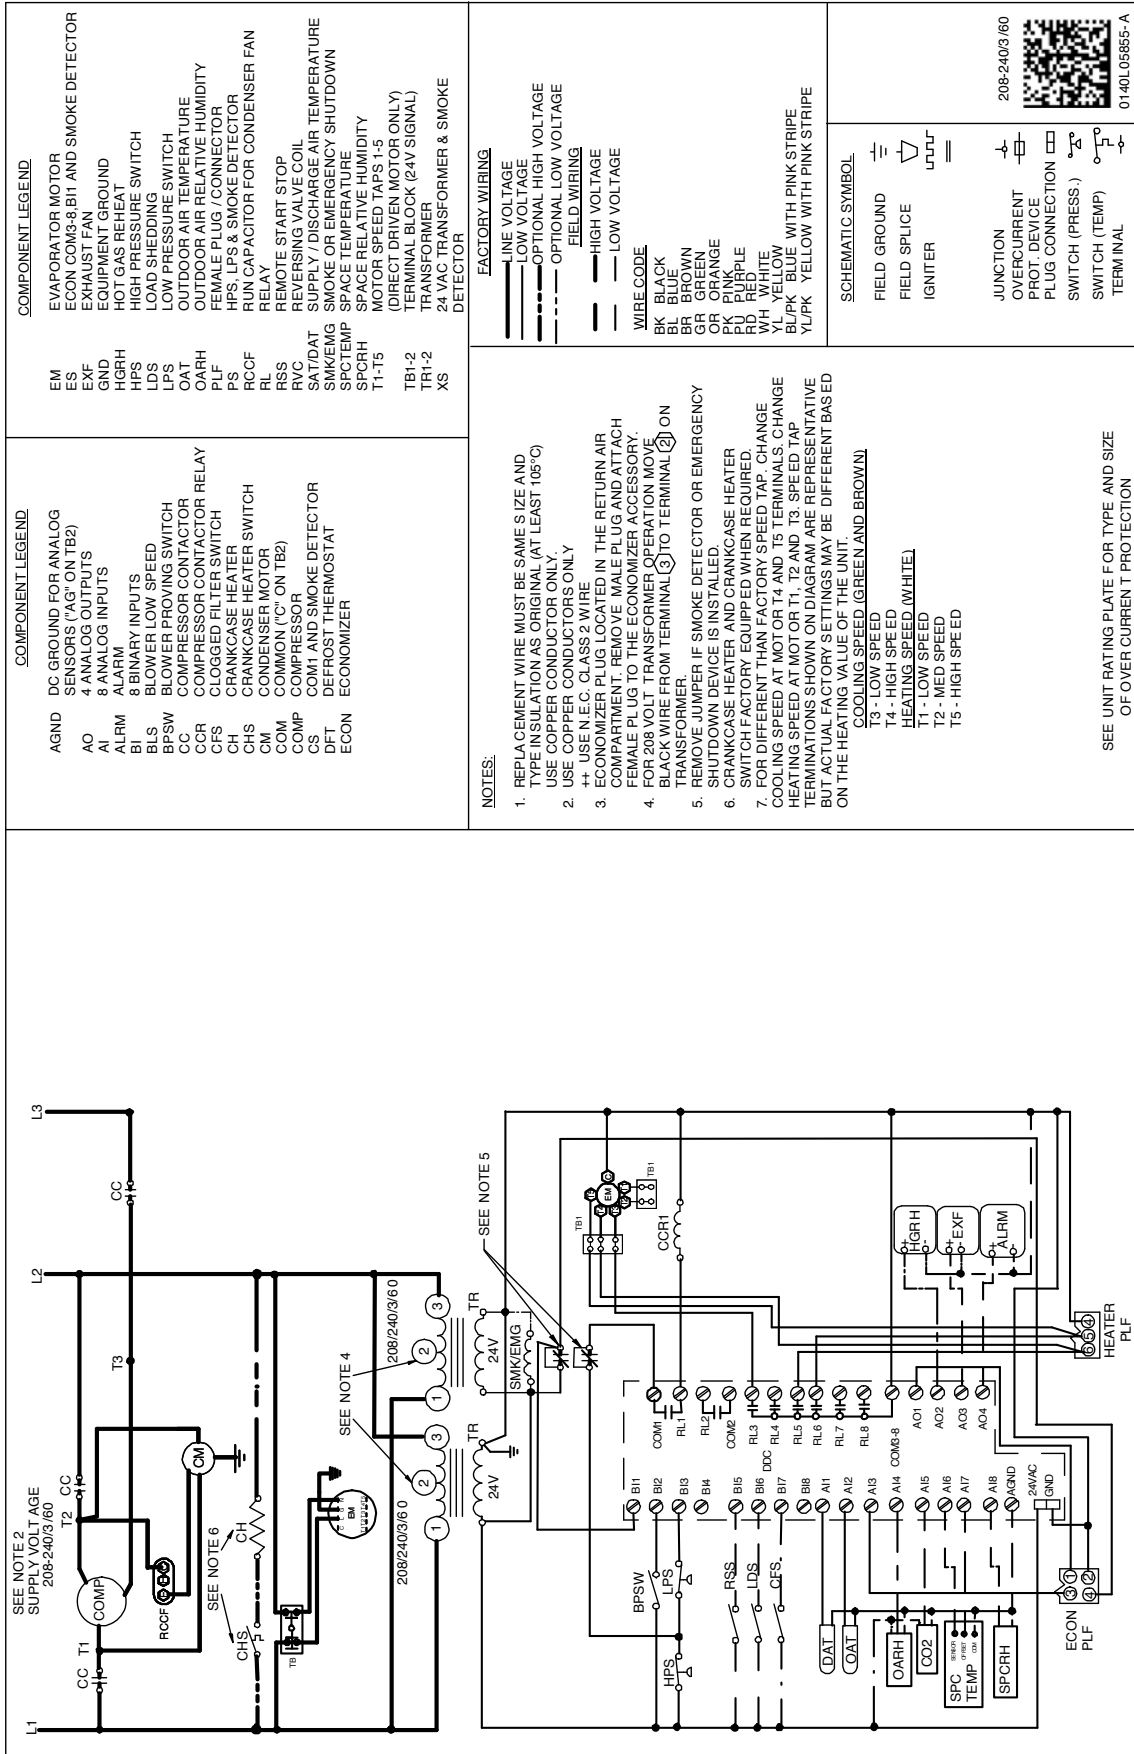 COMPONENT LEGEND
AGND DC GROUND FOR ANALOG
SENSORS ("AG" ON TB2)
AO 4 ANALOG OUTPUTS
AI 8 ANALOG INPUTS
ALRM ALARM
BI 8 BINARY INPUTS
BLS BLOWER LOW SPEED
BPSW BLOWER PROVING SWITCH
CC COMPRESSOR CONTACTOR
CCR COMPRESSOR CONTACTOR RELAY
CFS CLOGGED FILTER SWITCH
CH CRANKCASE HEATER
CHS CRANKCASE HEATER SWITCH
CM CONDENSER MOTOR
COM COMMON ("C" ON TB2)
COMP COMPRESSOR
CS COM1 AND SMOKE DETECTOR
DFT DEFROST THERMOSTAT
ECON ECONOMIZER
COMPONENT LEGEND
EM EVAPORATOR MOTOR
ES ECON COM3-8,BI1 AND SMOKE DETECTOR
EXF EXHAUST FAN
GND EQUIPMENT GROUND
HGRH HOT GAS REHEAT
HPS HIGH PRESSURE SWITCH
LDS LOAD SHEDDING
LPS LOW PRESSURE SWITCH
OAT OUTDOOR AIR TEMPERATURE
OARH OUTDOOR AIR RELATIVE HUMIDITY
PLF FEMALE PLUG / CONNECTOR
PS HPS, LPS & SMOKE DETECTOR
RCCF RUN CAPACITOR FOR CONDENSER FAN
RL RELAY
RSS REMOTE START STOP
RVC REVERSING VALVE COIL
SAT/DAT SUPPLY / DISCHARGE AIR TEMPERATURE
SMK/EMG SMOKE OR EMERGENCY SHUTDOWN
SPCTEMP SPACE TEMPERATURE
SPCRH SPACE RELATIVE HUMIDITY
T1-T5 MOTOR SPEED TAPS 1-5
(DIRECT DRIVEN MOTOR ONLY)
TB1-2 TERMINAL BLOCK (24V SIGNAL)
TR1-2 TRANSFORMER
XS 24 VAC TRANSFORMER & SMOKE
DETECTOR
NOTES:
1. REPLACEMENT WIRE MUST BE SAME SIZE AND
TYPE INSULATION AS ORIGINAL (AT LEAST 105°C)
USE COPPER CONDUCTOR ONLY.
2. USE COPPER CONDUCTORS ONLY
++ USE N.E.C. CLASS 2 WIRE
3. ECONOMIZER PLUG LOCATED IN THE RETURN AIR
COMPARTMENT. REMOVE MALE PLUG AND ATTACH
FEMALE PLUG TO THE ECONOMIZER ACCESSORY.
4. FOR 208 VOLT TRANSFORMER OPERATION MOVE
BLACK WIRE FROM TERMINAL 3 TO TERMINAL 2 ON
TRANSFORMER.
5. REMOVE JUMPER IF SMOKE DETECTOR OR EMERGENCY
SHUTDOWN DEVICE IS INSTALLED.
6. CRANKCASE HEATER AND CRANKCASE HEATER
SWITCH FACTORY EQUIPPED WHEN REQUIRED.
7. FOR DIFFERENT THAN FACTORY SPEED TAP. CHANGE
COOLING SPEED AT MOTOR T4 AND T5 TERMINALS. CHANGE
HEATING SPEED AT MOTOR T1, T2 AND T3. SPEED TAP
TERMINATIONS SHOWN ON DIAGRAM ARE REPRESENTATIVE
BUT ACTUAL FACTORY SETTINGS MAY BE DIFFERENT BASED
ON THE HEATING VALUE OF THE UNIT.
COOLING SPEED (GREEN AND BROWN)
T3 - LOW SPEED
T4 - HIGH SPEED
HEATING SPEED (WHITE)
T1 - LOW SPEED
T2 - MED SPEED
T5 - HIGH SPEED
SEE UNIT RATING PLATE FOR TYPE AND SIZE
OF OVER CURRENT PROTECTION
FACTORY WIRING
LINE VOLTAGE
LOW VOLTAGE
OPTIONAL HIGH VOLTAGE
OPTIONAL LOW VOLTAGE
FIELD WIRING
HIGH VOLTAGE
LOW VOLTAGE
WIRE CODE
BK BLACK
BL BLUE
BR BROWN
GR GREEN
OR ORANGE
PK PINK
PU PURPLE
RD RED
WH WHITE
YL YELLOW
BL/PK BLUE WITH PINK STRIPE
YL/PK YELLOW WITH PINK STRIPE
SCHEMATIC SYMBOL
FIELD GROUND
FIELD SPLICE
IGNITER
JUNCTION
OVERCURRENT
PROT. DEVICE
PLUG CONNECTION
SWITCH (PRESS.)
SWITCH (TEMP)
TERMINAL
208-240/3/60
0140L05855-A
SEE NOTE 2
SUPPLY VOLTAGE
208-240/3/60
L1
L2
L3
CC
T1
COMP
T2
CC
T3
CC
RCCF
CM
SEE NOTE 6
CHS
CH
TB
EM
SEE NOTE 4
208/240/3/60
208/240/3/60
1 2 3
1 2 3
24V
TR
24V
TR
SMK/EMG
SEE NOTE 5
BPSW
HPS
LPS
RSS
LDS
CFS
DAT
OAT
OARH
CO2
SPC
TEMP
SENSOR
OFFSET
COM
SPCRH
BI1
BI2
BI3
BI4
BI5
BI6
BI7
BI8
AI1
AI2
AI3
AI4
AI5
AI6
AI7
AI8
AGND
24VAC
GND
DDC
COM1
RL1
RL2
COM2
RL3
RL4
RL5
RL6
RL7
RL8
COM3-8
AO1
AO2
AO3
AO4
TB1
EM
C
TB1
CCR1
HGRH
+
-
EXF
+
-
ALRM
+
-
ECON
PLF
3 1
4 2
HEATER
PLF
6 5 4